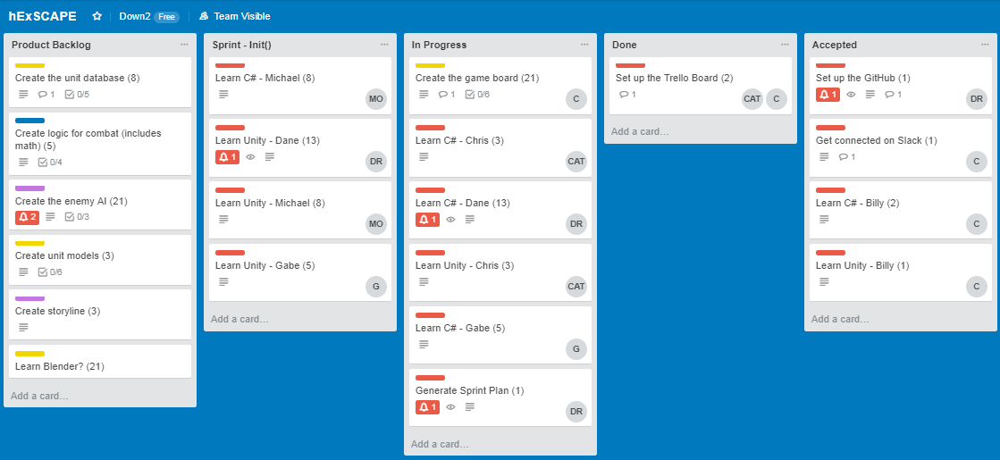 hExSCAPE
Down2 Free
Team Visible
Product Backlog
Create the unit database (8)
1 0/5
Create logic for combat (includes
math) (5)
0/4
Create the enemy AI (21)
2 0/3
Create unit models (3)
0/6
Create storyline (3)
Learn Blender? (21)
Add a card…
Sprint - Init()
Learn C# - Michael (8)
MO
Learn Unity - Dane (13)
1
DR
Learn Unity - Michael (8)
MO
Learn Unity - Gabe (5)
G
Add a card…
In Progress
Create the game board (21)
1 0/6
C
Learn C# - Chris (3)
CAT
Learn C# - Dane (13)
1
DR
Learn Unity - Chris (3)
CAT
Learn C# - Gabe (5)
G
Generate Sprint Plan (1)
1
DR
Add a card…
Done
Set up the Trello Board (2)
1
CAT C
Add a card…
Accepted
Set up the GitHub (1)
1 1
DR
Get connected on Slack (1)
1
C
Learn C# - Billy (2)
C
Learn Unity - Billy (1)
C
Add a card…